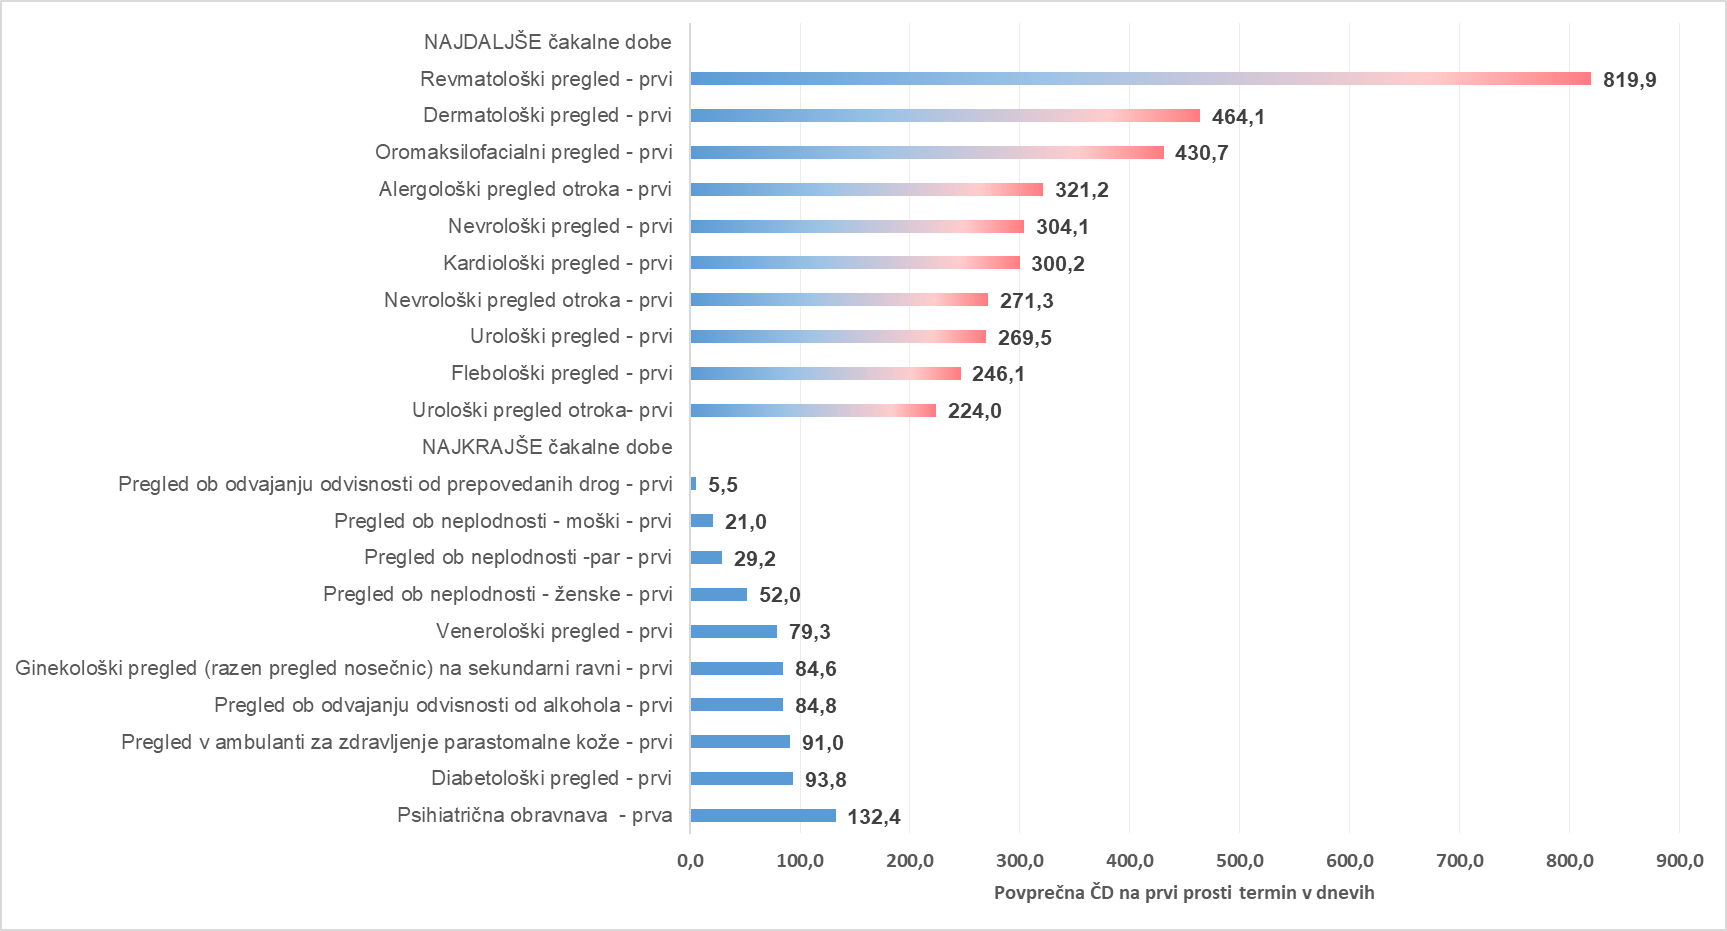 NAJDALJŠE čakalne dobe
Revmatološki pregled - prvi 819,9
Dermatološki pregled - prvi 464,1
Oromaksilofacialni pregled - prvi 430,7
Alergološki pregled otroka - prvi 321,2
Nevrološki pregled - prvi 304,1
Kardiološki pregled - prvi 300,2
Nevrološki pregled otroka - prvi 271,3
Urološki pregled - prvi 269,5
Flebološki pregled - prvi 246,1
Urološki pregled otroka- prvi 224,0
NAJKRAJŠE čakalne dobe
Pregled ob odvajanju odvisnosti od prepovedanih drog - prvi 5,5
Pregled ob neplodnosti - moški - prvi 21,0
Pregled ob neplodnosti -par - prvi 29,2
Pregled ob neplodnosti - ženske - prvi 52,0
Venerološki pregled - prvi 79,3
Ginekološki pregled (razen pregled nosečnic) na sekundarni ravni - prvi 84,6
Pregled ob odvajanju odvisnosti od alkohola - prvi 84,8
Pregled v ambulanti za zdravljenje parastomalne kože - prvi 91,0
Diabetološki pregled - prvi 93,8
Psihiatrična obravnava  - prva 132,4
0,0 100,0 200,0 300,0 400,0 500,0 600,0 700,0 800,0 900,0
Povprečna ČD na prvi prosti termin v dnevih